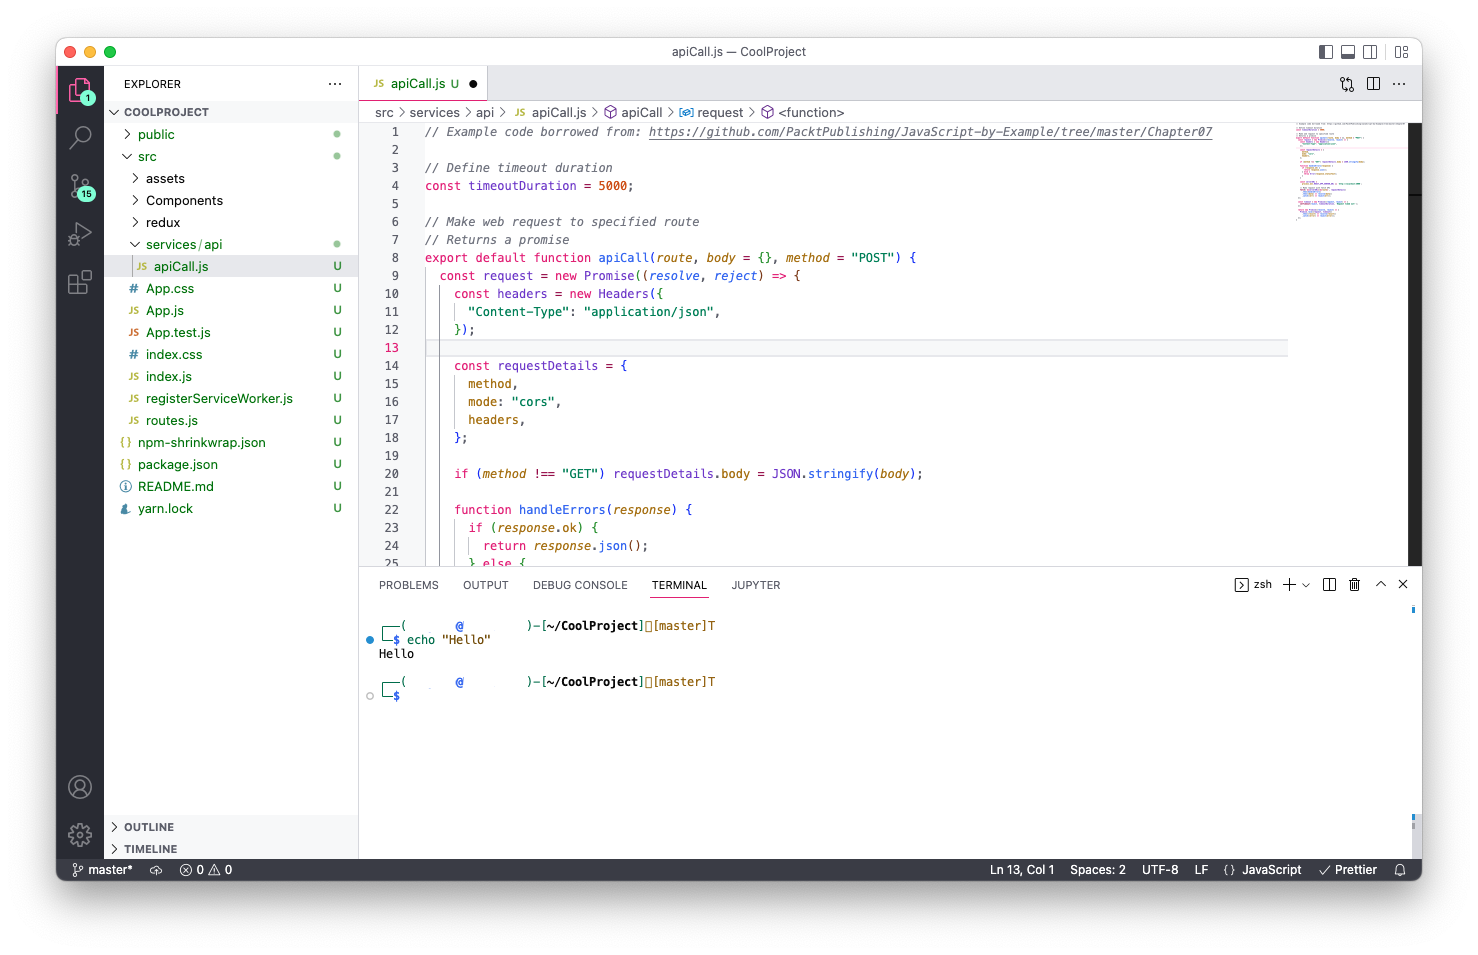 apiCall.js — CoolProject
EXPLORER
COOLPROJECT
public
src
assets
Components
redux
services/api
JS apiCall.js U
# App.css U
JS App.js U
JS App.test.js U
# index.css U
JS index.js U
JS registerServiceWorker.js U
JS routes.js U
{} npm-shrinkwrap.json U
{} package.json U
README.md U
yarn.lock U
OUTLINE
TIMELINE
1
15
JS apiCall.js U
src > services > api > JS apiCall.js > apiCall > request > <function>
1 // Example code borrowed from: https://github.com/PacktPublishing/JavaScript-by-Example/tree/master/Chapter07
2
3 // Define timeout duration
4 const timeoutDuration = 5000;
5
6 // Make web request to specified route
7 // Returns a promise
8 export default function apiCall(route, body = {}, method = "POST") {
9 const request = new Promise((resolve, reject) => {
10 const headers = new Headers({
11 "Content-Type": "application/json",
12 });
13
14 const requestDetails = {
15 method,
16 mode: "cors",
17 headers,
18 };
19
20 if (method !== "GET") requestDetails.body = JSON.stringify(body);
21
22 function handleErrors(response) {
23 if (response.ok) {
24 return response.json();
25 } else {
PROBLEMS OUTPUT DEBUG CONSOLE TERMINAL JUPYTER
zsh
( @ )-[~/CoolProject]▯[master]T
$ echo "Hello"
Hello
( @ )-[~/CoolProject]▯[master]T
$
master* 0 0
Ln 13, Col 1 Spaces: 2 UTF-8 LF {} JavaScript Prettier